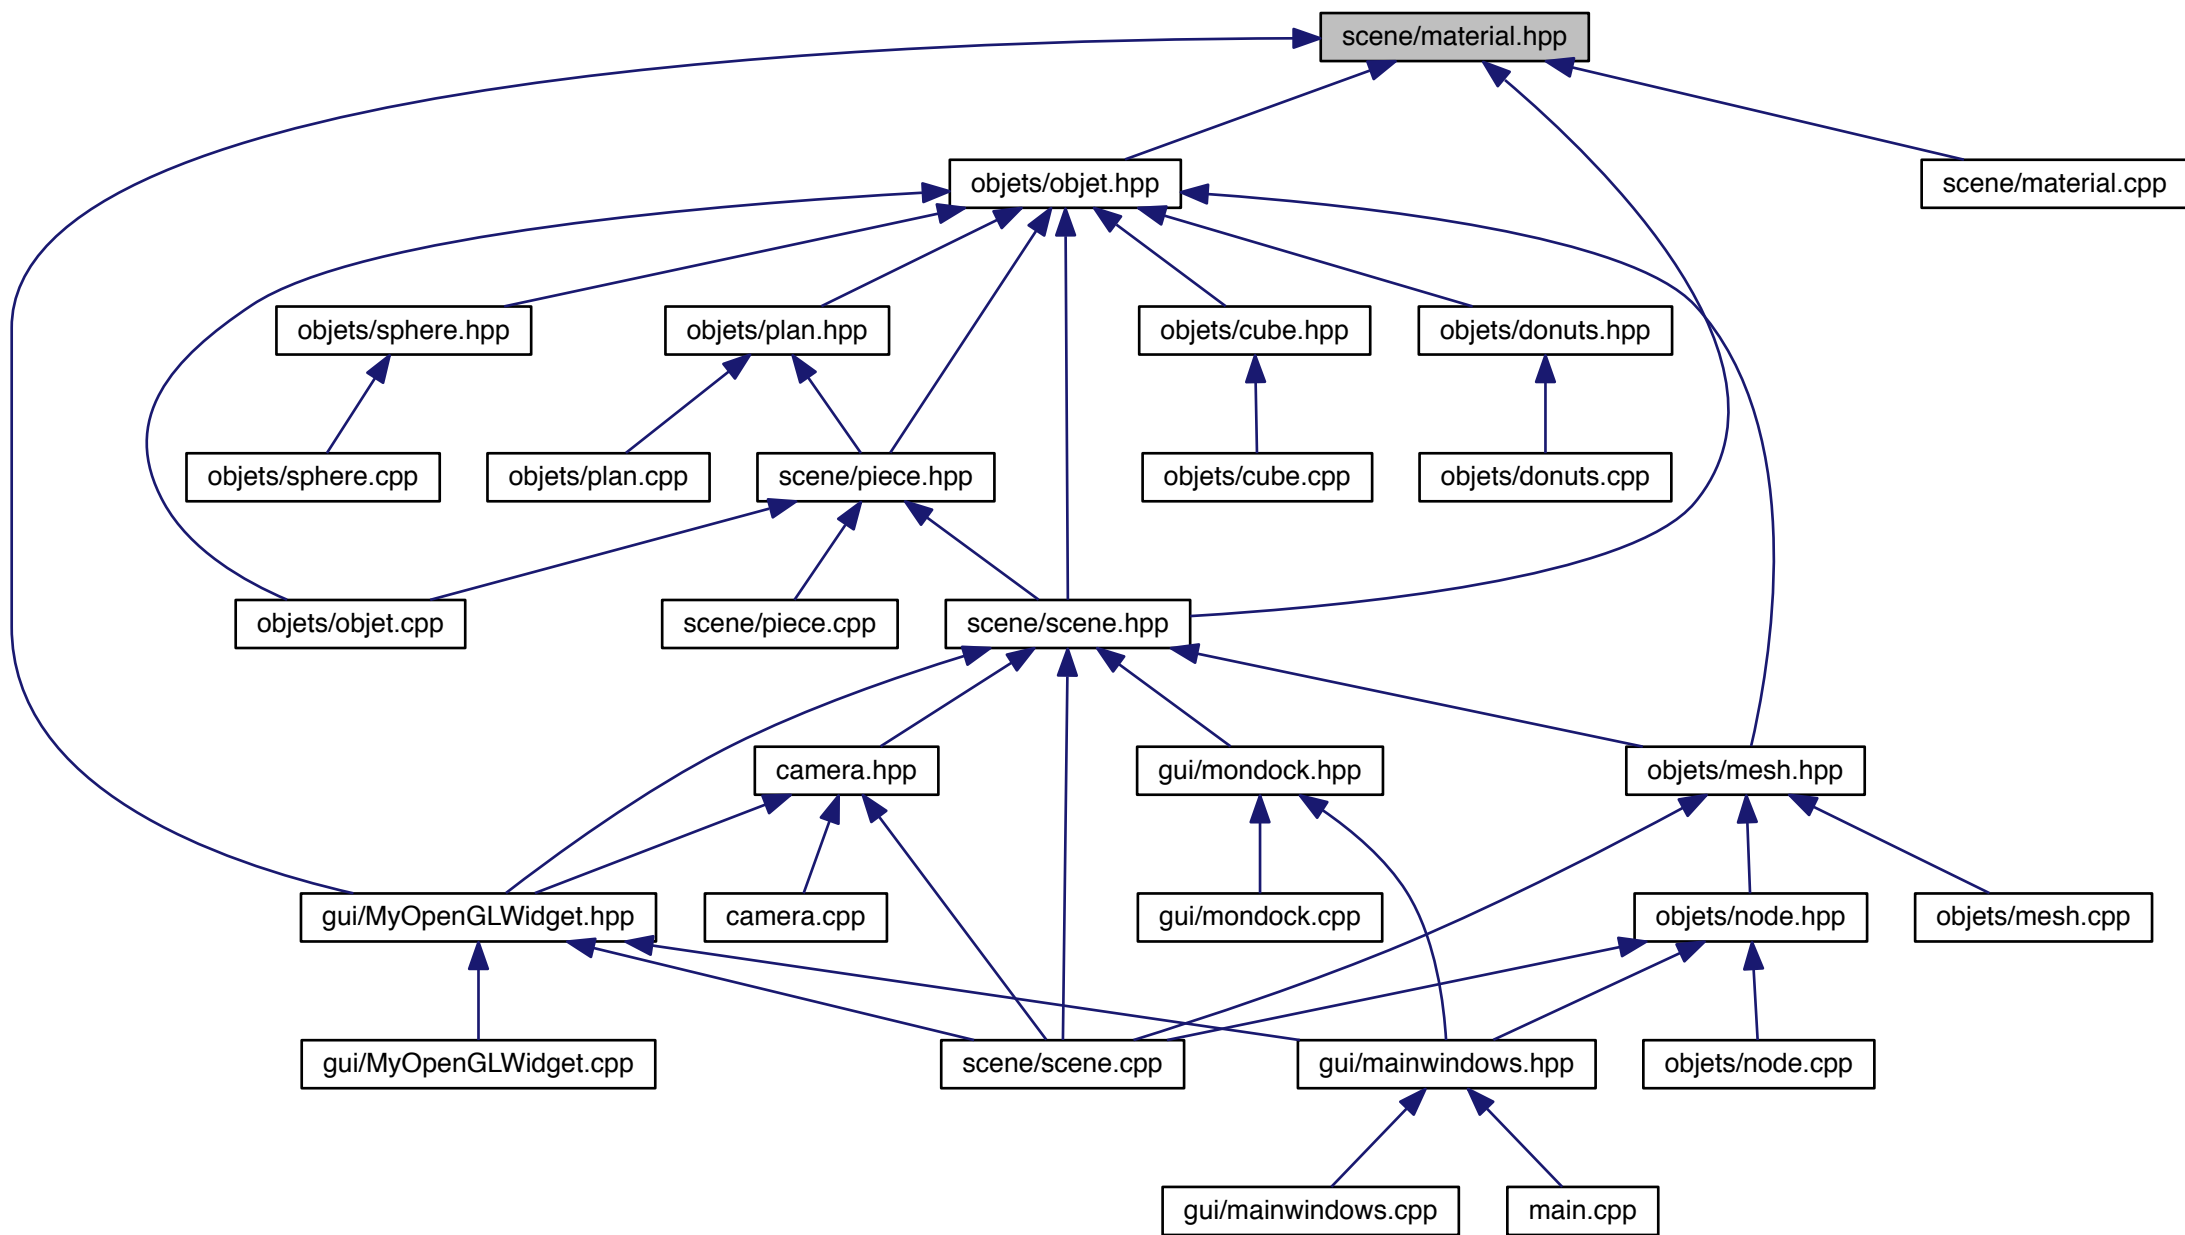 scene/material.hpp
objets/objet.hpp
scene/material.cpp
objets/sphere.hpp
objets/plan.hpp
objets/cube.hpp
objets/donuts.hpp
objets/sphere.cpp
objets/plan.cpp
scene/piece.hpp
objets/cube.cpp
objets/donuts.cpp
objets/objet.cpp
scene/piece.cpp
scene/scene.hpp
camera.hpp
gui/mondock.hpp
objets/mesh.hpp
gui/MyOpenGLWidget.hpp
camera.cpp
gui/mondock.cpp
objets/node.hpp
objets/mesh.cpp
gui/MyOpenGLWidget.cpp
scene/scene.cpp
gui/mainwindows.hpp
objets/node.cpp
gui/mainwindows.cpp
main.cpp